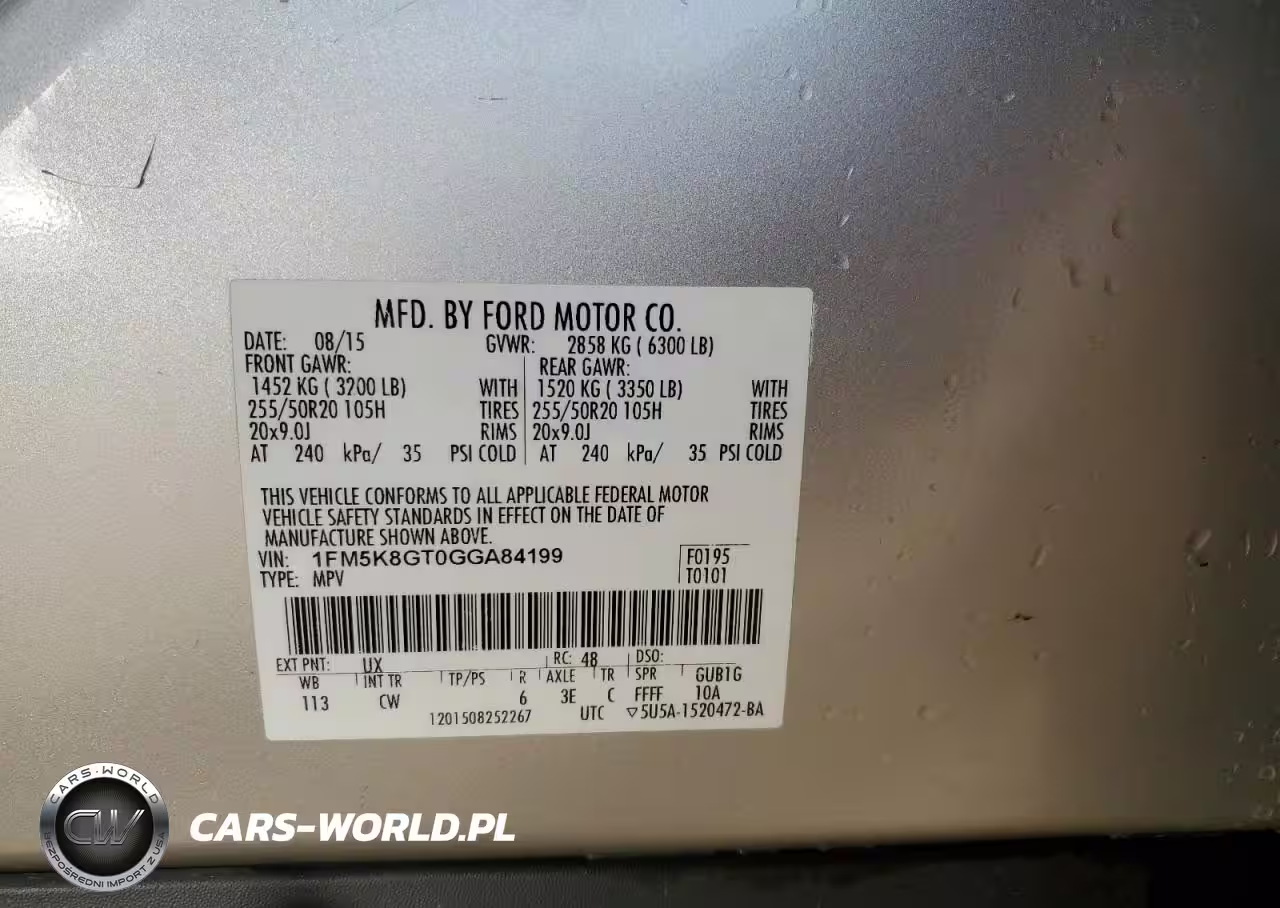 MFD. BY FORD MOTOR CO.
DATE: 08/15 GVWR: 2858 KG ( 6300 LB)
FRONT GAWR: REAR GAWR:
1452 KG ( 3200 LB) WITH 1520 KG ( 3350 LB) WITH
255/50R20 105H TIRES 255/50R20 105H TIRES
20x9.0J RIMS 20x9.0J RIMS
AT 240 kPa/ 35 PSI COLD AT 240 kPa/ 35 PSI COLD
THIS VEHICLE CONFORMS TO ALL APPLICABLE FEDERAL MOTOR
VEHICLE SAFETY STANDARDS IN EFFECT ON THE DATE OF
MANUFACTURE SHOWN ABOVE.
VIN: 1FM5K8GT0GGA84199 F0195
TYPE: MPV T0101
EXT PNT: UX RC: 48 DSO:
WB INT TR TP/PS R AXLE TR SPR GUB1G
113 CW 6 3E C FFFF 10A
1201508252267 UTC ▽5U5A-1520472-BA
CARS-WORLD
CW
BEZPOŚREDNI IMPORT Z USA
CARS-WORLD.PL